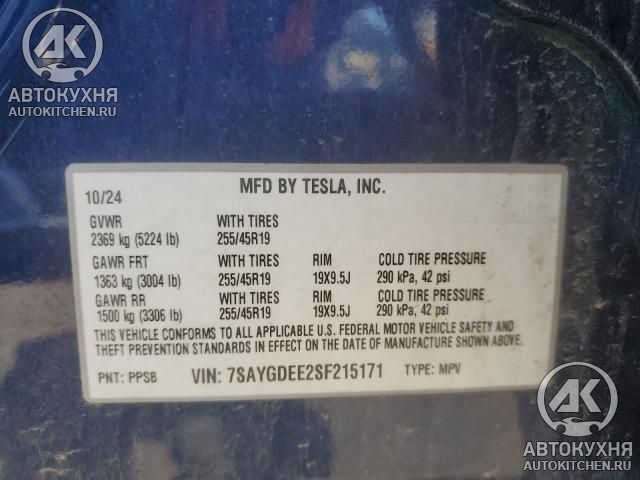 АК
АВТОКУХНЯ
AUTOKITCHEN.RU
АК
MFD BY TESLA, INC.
10/24
GVWR WITH TIRES
2369 kg (5224 lb) 255/45R19
GAWR FRT WITH TIRES RIM COLD TIRE PRESSURE
1363 kg (3004 lb) 255/45R19 19X9.5J 290 kPa, 42 psi
GAWR RR WITH TIRES RIM COLD TIRE PRESSURE
1500 kg (3306 lb) 255/45R19 19X9.5J 290 kPa, 42 psi
THIS VEHICLE CONFORMS TO ALL APPLICABLE U.S. FEDERAL MOTOR VEHICLE SAFETY AND
THEFT PREVENTION STANDARDS IN EFFECT ON THE DATE OF MANUFACTURE SHOWN ABOVE.
PNT: PPSB VIN: 7SAYGDEE2SF215171 TYPE: MPV
АК
АВТОКУХНЯ
AUTOKITCHEN.RU